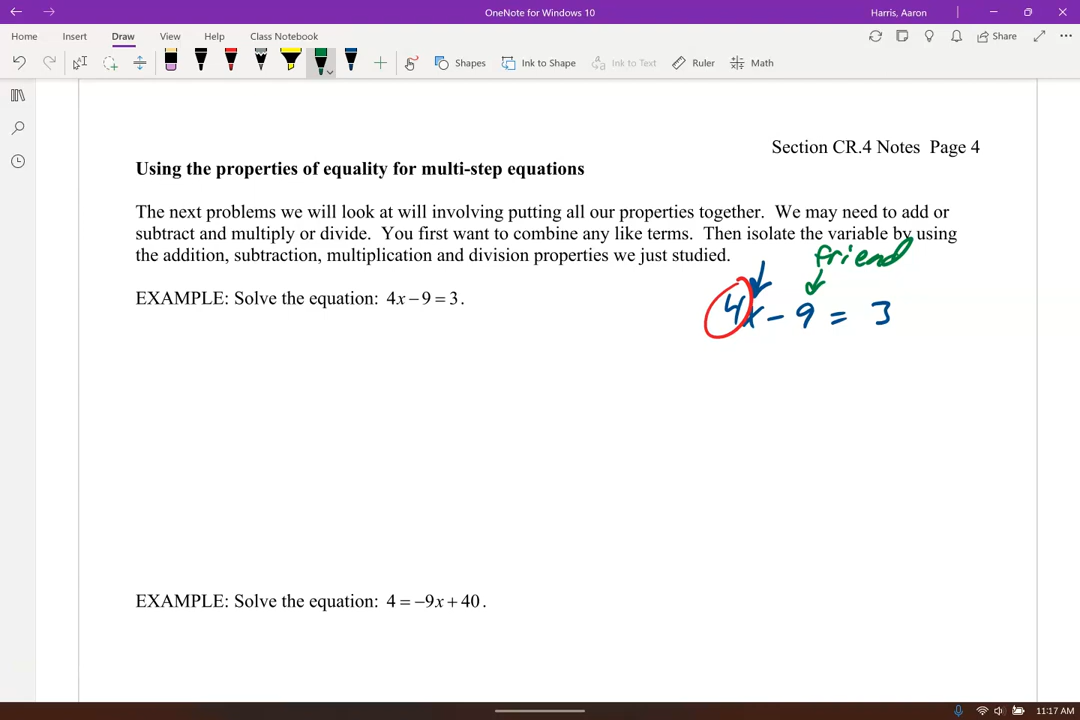 OneNote for Windows 10
Harris, Aaron
Home Insert Draw View Help Class Notebook
Share
Shapes Ink to Shape Ink to Text Ruler Math
Section CR.4 Notes Page 4
Using the properties of equality for multi-step equations
The next problems we will look at will involving putting all our properties together. We may need to add or
subtract and multiply or divide. You first want to combine any like terms. Then isolate the variable by using
the addition, subtraction, multiplication and division properties we just studied.
friend
EXAMPLE: Solve the equation: 4x − 9 = 3.
4x − 9 = 3
EXAMPLE: Solve the equation: 4 = −9x + 40.
11:17 AM